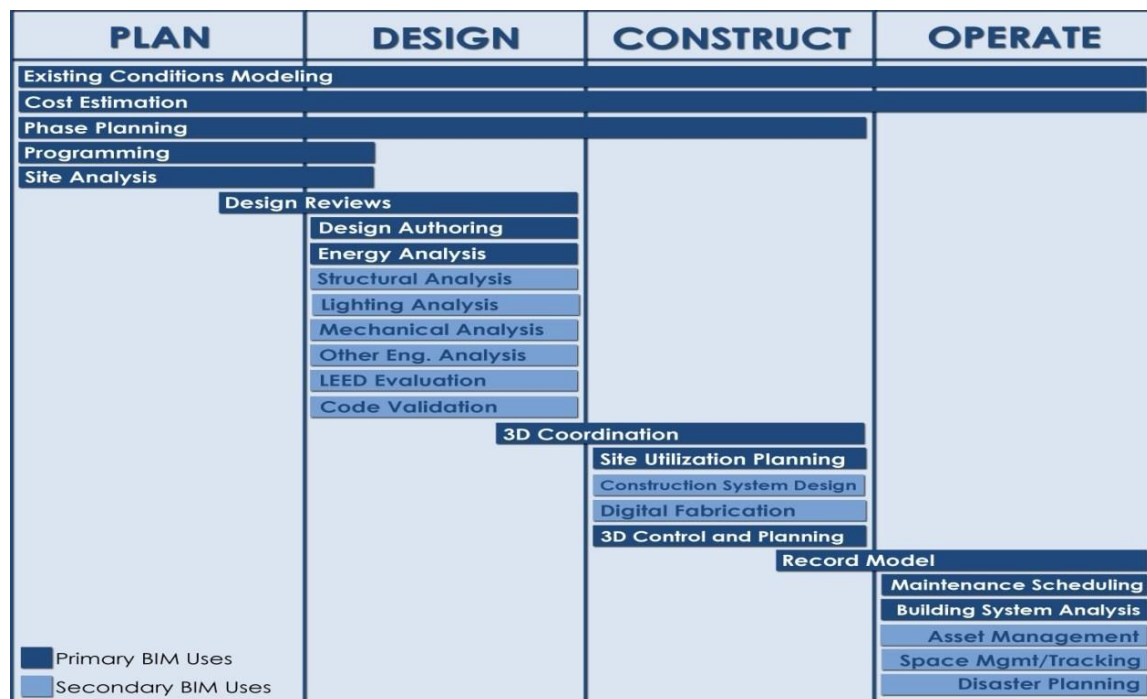 PLAN DESIGN CONSTRUCT OPERATE
Existing Conditions Modeling
Cost Estimation
Phase Planning
Programming
Site Analysis
Design Reviews
Design Authoring
Energy Analysis
Structural Analysis
Lighting Analysis
Mechanical Analysis
Other Eng. Analysis
LEED Evaluation
Code Validation
3D Coordination
Site Utilization Planning
Construction System Design
Digital Fabrication
3D Control and Planning
Record Model
Maintenance Scheduling
Building System Analysis
Asset Management
Space Mgmt/Tracking
Disaster Planning
Primary BIM Uses
Secondary BIM Uses